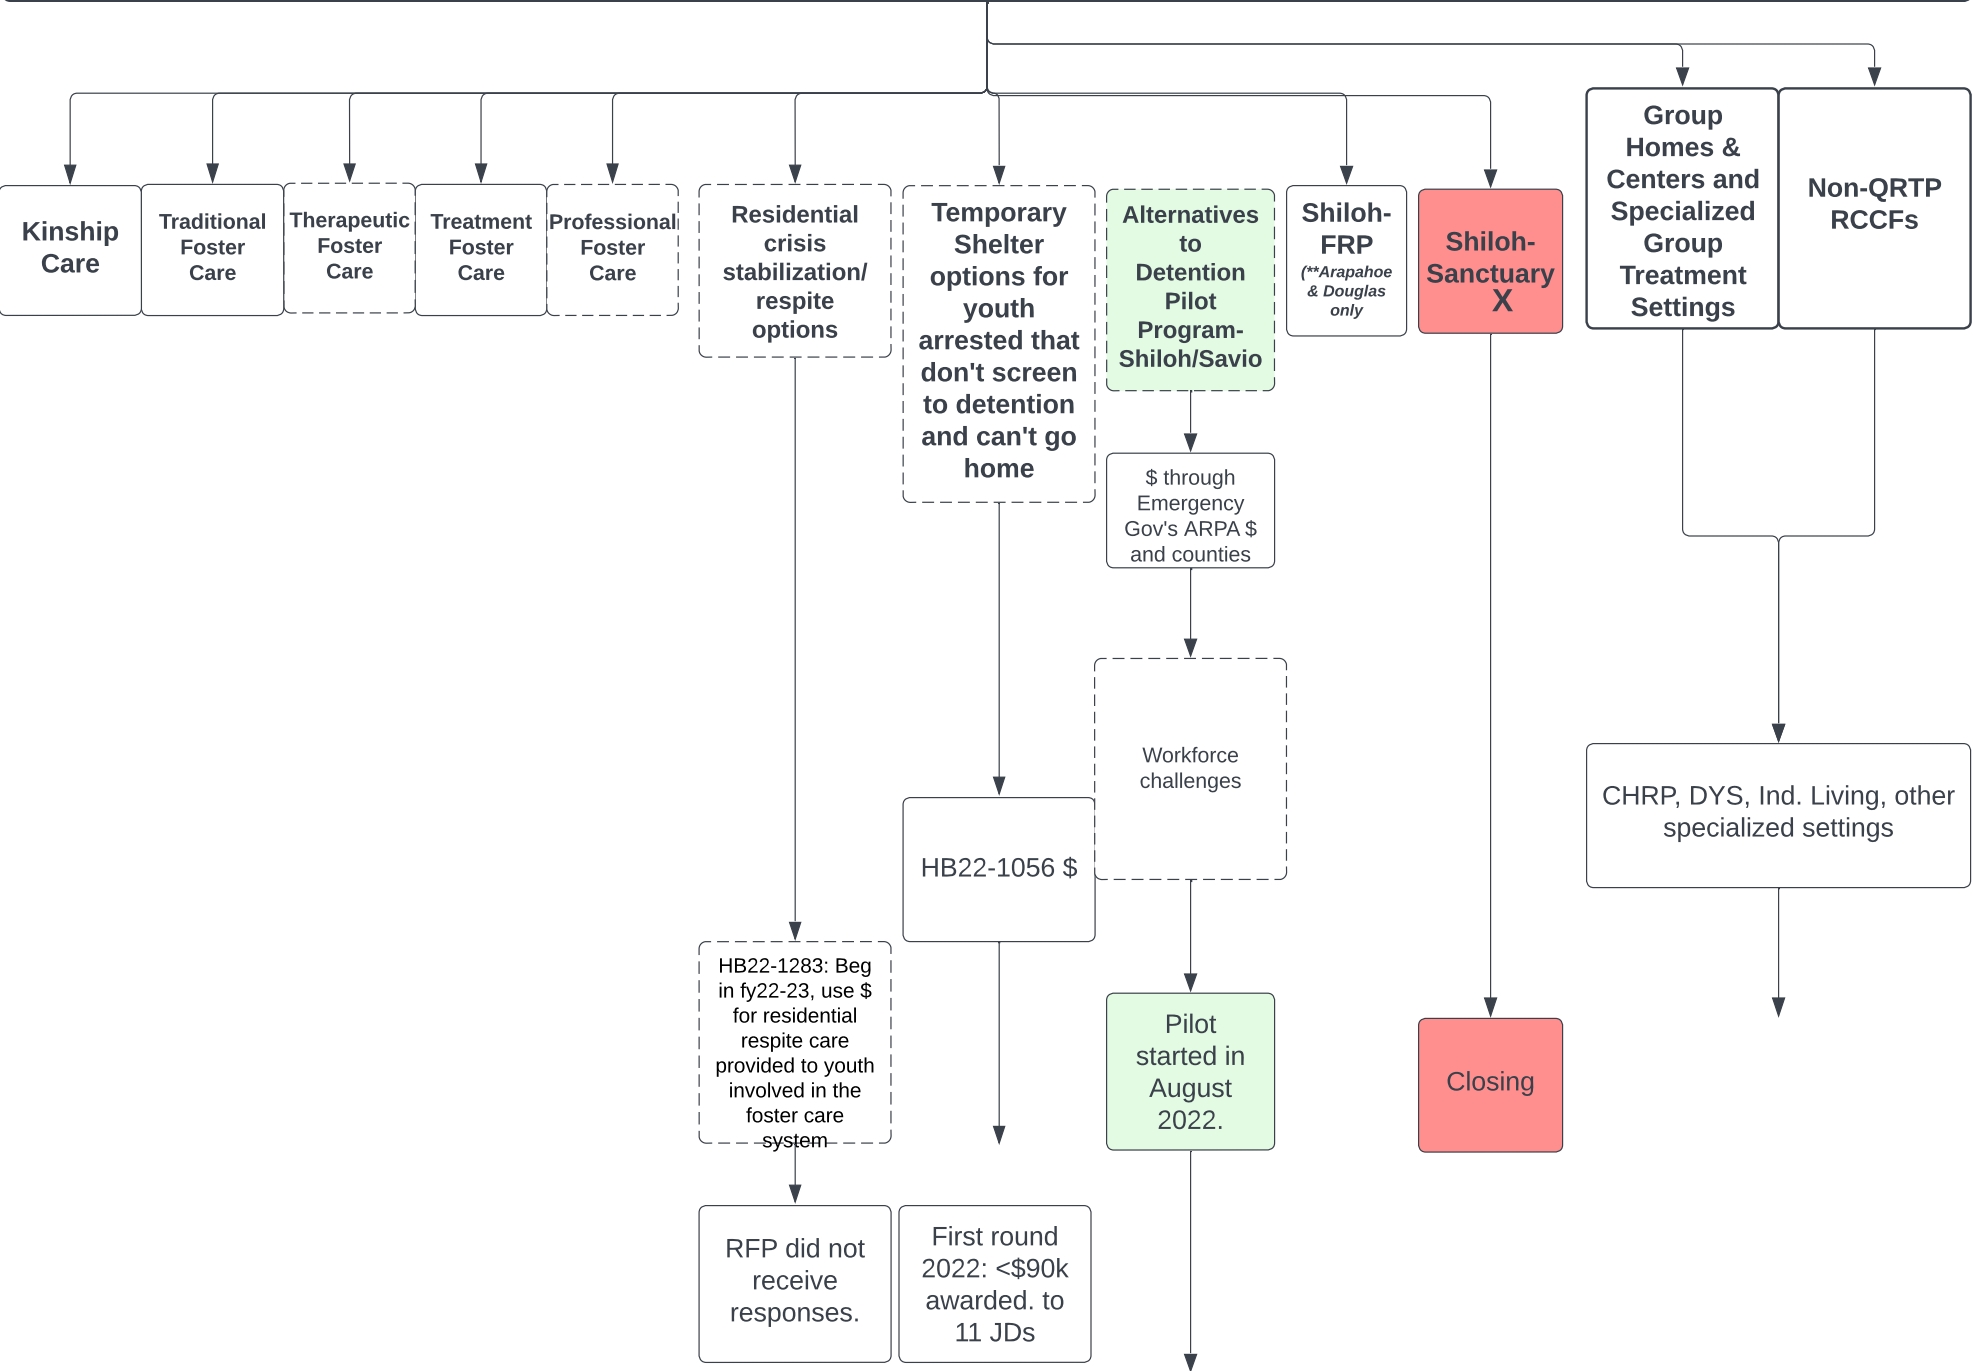 Kinship
Care
Traditional
Foster
Care
Therapeutic
Foster
Care
Treatment
Foster
Care
Professional
Foster
Care
Residential
crisis
stabilization/
respite
options
Temporary
Shelter
options for
youth
arrested that
don't screen
to detention
and can't go
home
Alternatives
to
Detention
Pilot
Program-
Shiloh/Savio
Shiloh-
FRP
(**Arapahoe
& Douglas
only
Shiloh-
Sanctuary
X
Group
Homes &
Centers and
Specialized
Group
Treatment
Settings
Non-QRTP
RCCFs
$ through
Emergency
Gov's ARPA $
and counties
Workforce
challenges
HB22-1056 $
CHRP, DYS, Ind. Living, other
specialized settings
HB22-1283: Beg
in fy22-23, use $
for residential
respite care
provided to youth
involved in the
foster care
system
Pilot
started in
August
2022.
Closing
RFP did not
receive
responses.
First round
2022: <$90k
awarded. to
11 JDs